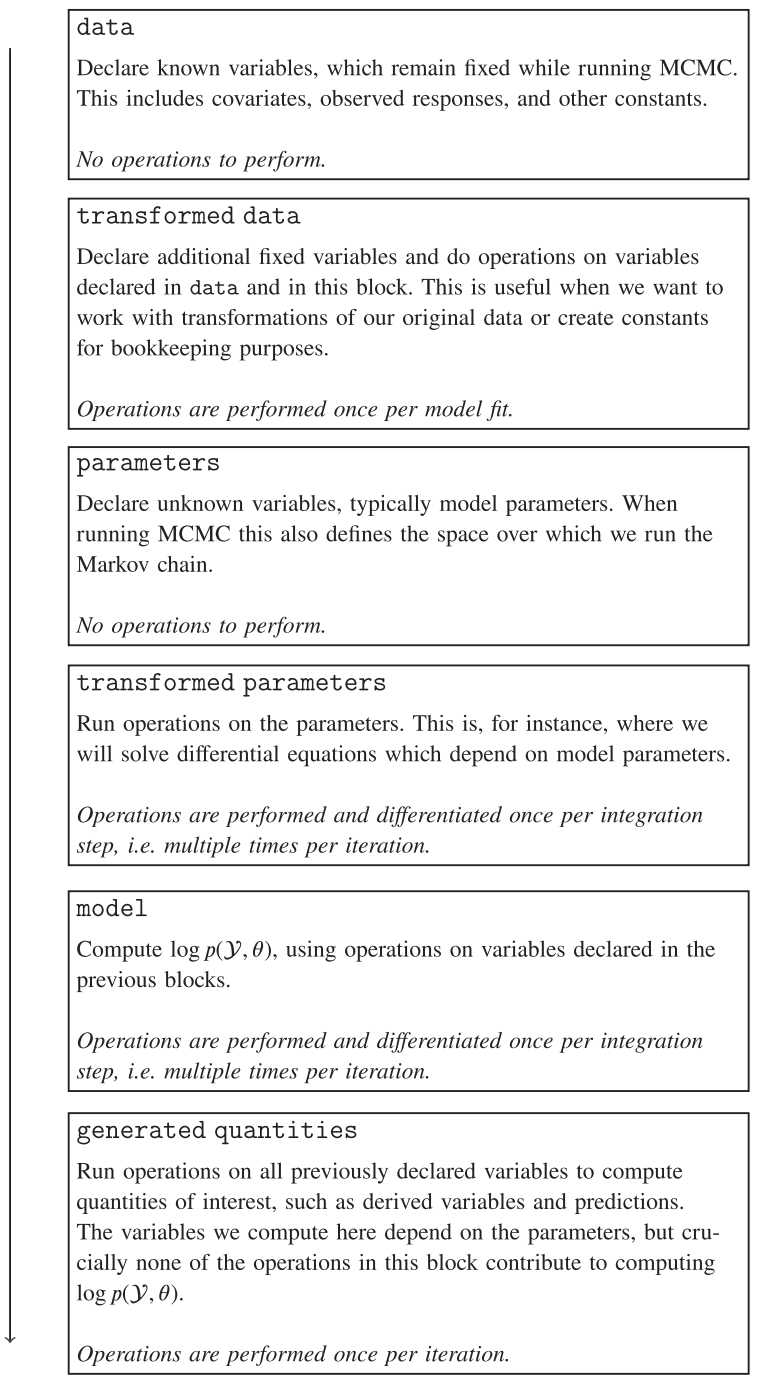 data
Declare known variables, which remain fixed while running MCMC.
This includes covariates, observed responses, and other constants.
No operations to perform.
transformed data
Declare additional fixed variables and do operations on variables
declared in data and in this block. This is useful when we want to
work with transformations of our original data or create constants
for bookkeeping purposes.
Operations are performed once per model fit.
parameters
Declare unknown variables, typically model parameters. When
running MCMC this also defines the space over which we run the
Markov chain.
No operations to perform.
transformed parameters
Run operations on the parameters. This is, for instance, where we
will solve differential equations which depend on model parameters.
Operations are performed and differentiated once per integration
step, i.e. multiple times per iteration.
model
Compute log p(𝒴, θ), using operations on variables declared in the
previous blocks.
Operations are performed and differentiated once per integration
step, i.e. multiple times per iteration.
generated quantities
Run operations on all previously declared variables to compute
quantities of interest, such as derived variables and predictions.
The variables we compute here depend on the parameters, but cru-
cially none of the operations in this block contribute to computing
log p(𝒴, θ).
Operations are performed once per iteration.